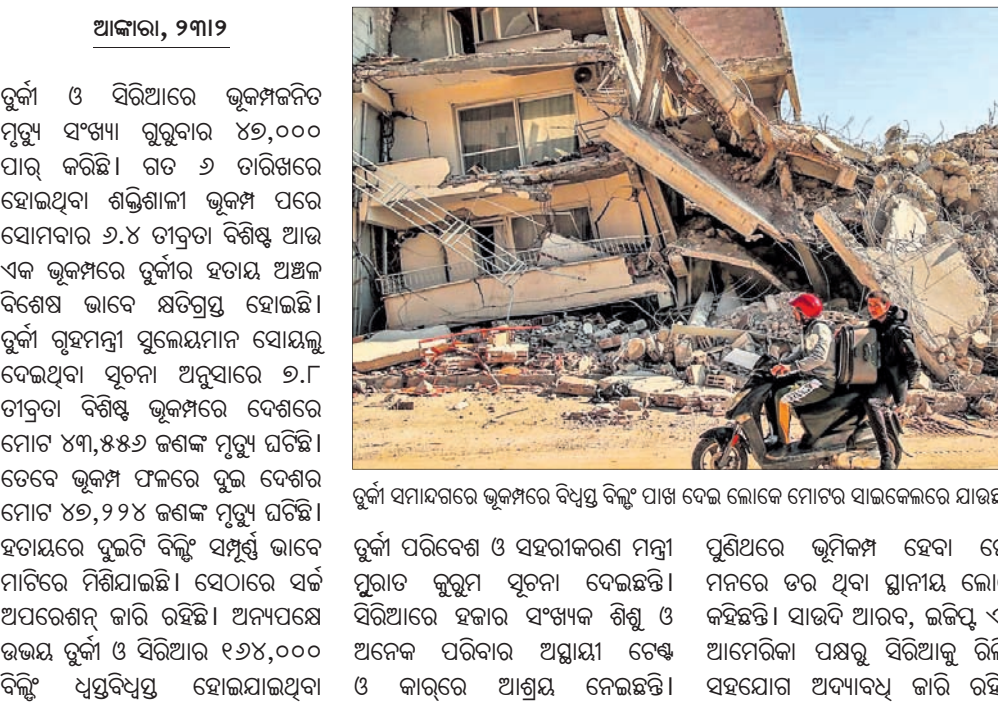 ଆଙ୍କାରା, ୨୩।୨
ତୁର୍କୀ ଓ ସିରିଆରେ ଭୂକମ୍ପଜନିତ
ମୃତ୍ୟୁ ସଂଖ୍ୟା ଗୁରୁବାର ୪୭,୦୦୦
ପାର୍ କରିଛି। ଗତ ୬ ତାରିଖରେ
ହୋଇଥିବା ଶକ୍ତିଶାଳୀ ଭୂକମ୍ପ ପରେ
ସୋମବାର ୬.୪ ତୀବ୍ରତା ବିଶିଷ୍ଟ ଆଉ
ଏକ ଭୂକମ୍ପରେ ତୁର୍କୀର ହତାୟ ଅଞ୍ଚଳ
ବିଶେଷ ଭାବେ କ୍ଷତିଗ୍ରସ୍ତ ହୋଇଛି।
ତୁର୍କୀ ଗୃହମନ୍ତ୍ରୀ ସୁଲେୟମାନ ସୋୟଲୁ
ଦେଇଥିବା ସୂଚନା ଅନୁସାରେ ୭.୮
ତୀବ୍ରତା ବିଶିଷ୍ଟ ଭୂକମ୍ପରେ ଦେଶରେ
ମୋଟ ୪୩,୫୫୬ ଜଣଙ୍କ ମୃତ୍ୟୁ ଘଟିଛି।
ତେବେ ଭୂକମ୍ପ ଫଳରେ ଦୁଇ ଦେଶର
ମୋଟ ୪୭,୨୨୪ ଜଣଙ୍କ ମୃତ୍ୟୁ ଘଟିଛି।
ହତାୟରେ ଦୁଇଟି ବିଲ୍ଡିଂ ସମ୍ପୂର୍ଣ୍ଣ ଭାବେ
ମାଟିରେ ମିଶିଯାଇଛି। ସେଠାରେ ସର୍ଚ୍ଚ
ଅପରେଶନ୍ ଜାରି ରହିଛି। ଅନ୍ୟପକ୍ଷେ
ଉଭୟ ତୁର୍କୀ ଓ ସିରିଆର ୧୬୪,୦୦୦
ବିଲ୍ଡିଂ ଧ୍ୱସ୍ତବିଧ୍ୱସ୍ତ ହୋଇଯାଇଥିବା
ତୁର୍କୀ ସମାନ୍ଦଗରେ ଭୂକମ୍ପରେ ବିଧ୍ୱସ୍ତ ବିଲ୍ଡିଂ ପାଖ ଦେଇ ଲୋକେ ମୋଟର ସାଇକେଲରେ
ତୁର୍କୀ ପରିବେଶ ଓ ସହରୀକରଣ ମନ୍ତ୍ରୀ
ମୁରାତ କୁରୁମ ସୂଚନା ଦେଇଛନ୍ତି।
ସିରିଆରେ ହଜାର ସଂଖ୍ୟକ ଶିଶୁ ଓ
ଅନେକ ପରିବାର ଅସ୍ଥାୟୀ ଟେଣ୍ଟ
ଓ କାର୍‌ରେ ଆଶ୍ରୟ ନେଇଛନ୍ତି।
ପୁଣିଥରେ ଭୂମିକମ୍ପ ହେବା
ମନରେ ଡର ଥିବା ସ୍ଥାନୀୟ
କହିଛନ୍ତି। ସାଉଦି ଆରବ, ଇଜିପ୍ଟ
ଆମେରିକା ପକ୍ଷରୁ ସିରିଆକୁ
ସହଯୋଗ ଅଦ୍ୟାବଧି ଜାରି